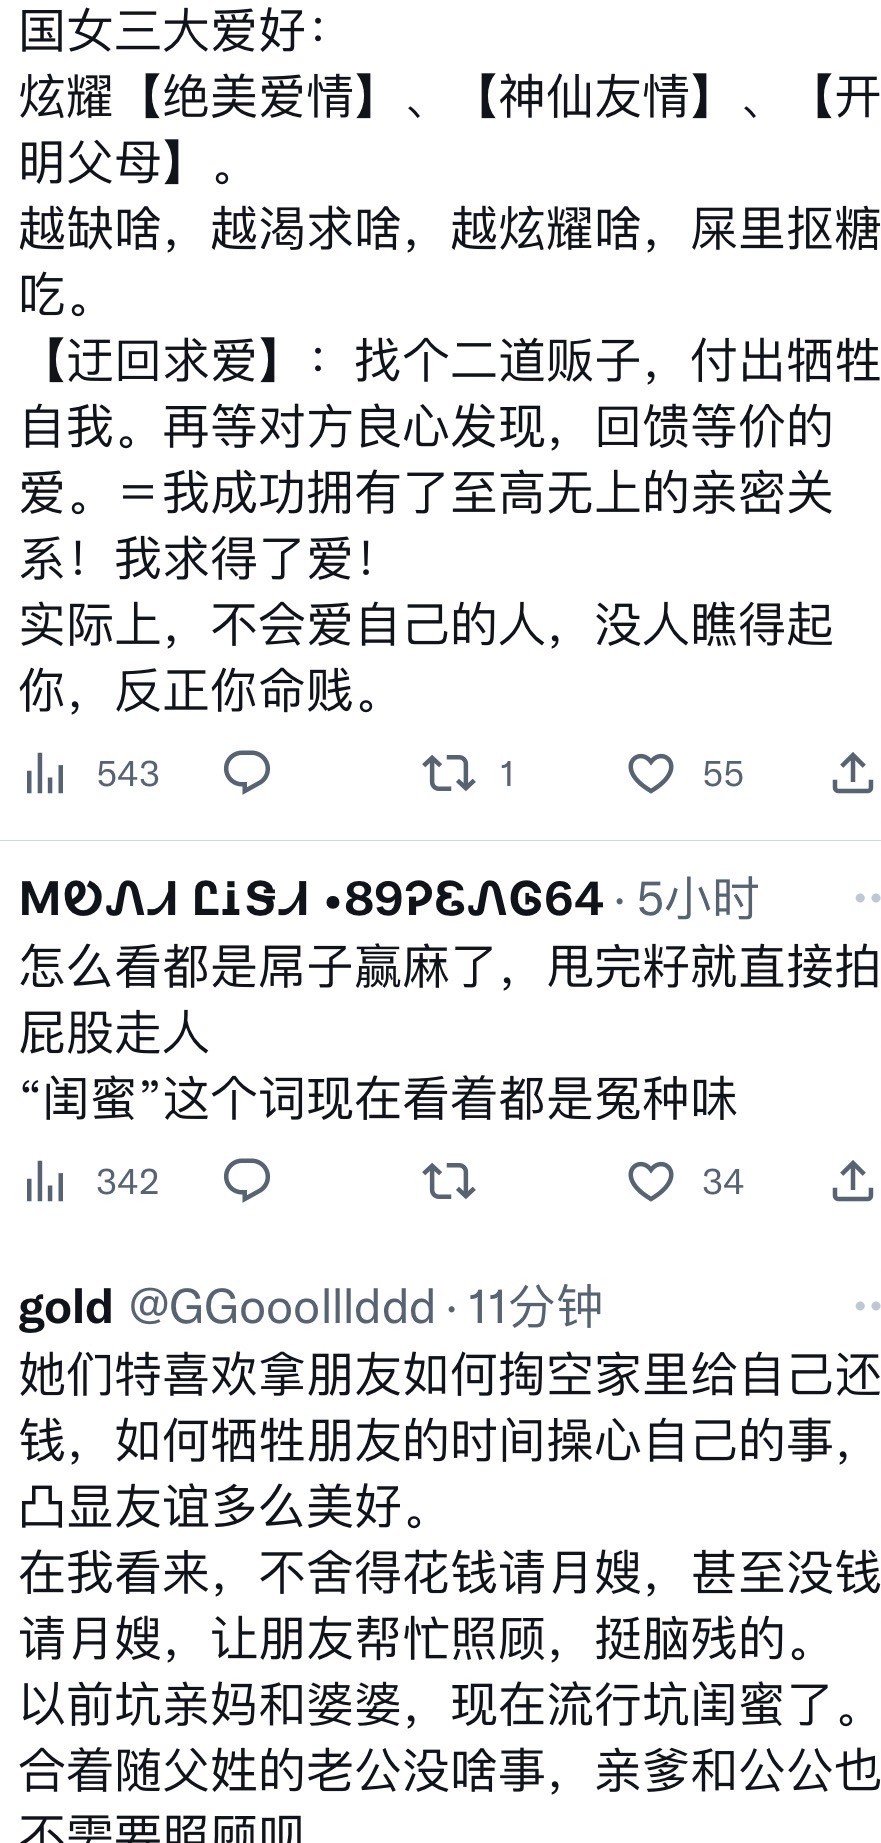 国女三大爱好：
炫耀【绝美爱情】、【神仙友情】、【开
明父母】。
越缺啥，越渴求啥，越炫耀啥，屎里抠糖
吃。
【迂回求爱】：找个二道贩子，付出牺牲
自我。再等对方良心发现，回馈等价的
爱。＝我成功拥有了至高无上的亲密关
系！我求得了爱！
实际上，不会爱自己的人，没人瞧得起
你，反正你命贱。
543 1 55
·5小时
怎么看都是屌子赢麻了，甩完籽就直接拍
屁股走人
“闺蜜”这个词现在看着都是冤种味
342 34
gold @GGooolllddd · 11分钟
她们特喜欢拿朋友如何掏空家里给自己还
钱，如何牺牲朋友的时间操心自己的事，
凸显友谊多么美好。
在我看来，不舍得花钱请月嫂，甚至没钱
请月嫂，让朋友帮忙照顾，挺脑残的。
以前坑亲妈和婆婆，现在流行坑闺蜜了。
合着随父姓的老公没啥事，亲爹和公公也
不需要照顾呗